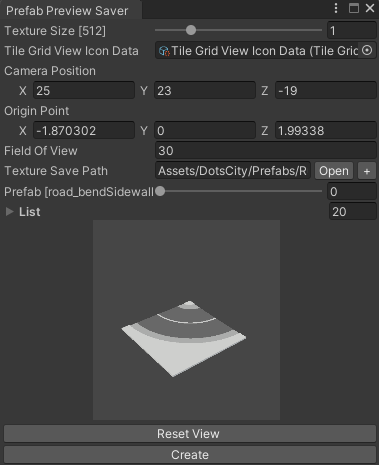 Prefab Preview Saver
Texture Size [512] 1
Tile Grid View Icon Data Tile Grid View Icon Data (Tile Gric
Camera Position
X 25 Y 23 Z -19
Origin Point
X -1.870302 Y 0 Z 1.99338
Field Of View 30
Texture Save Path Assets/DotsCity/Prefabs/R Open +
Prefab [road_bendSidewall 0
List 20
Reset View
Create